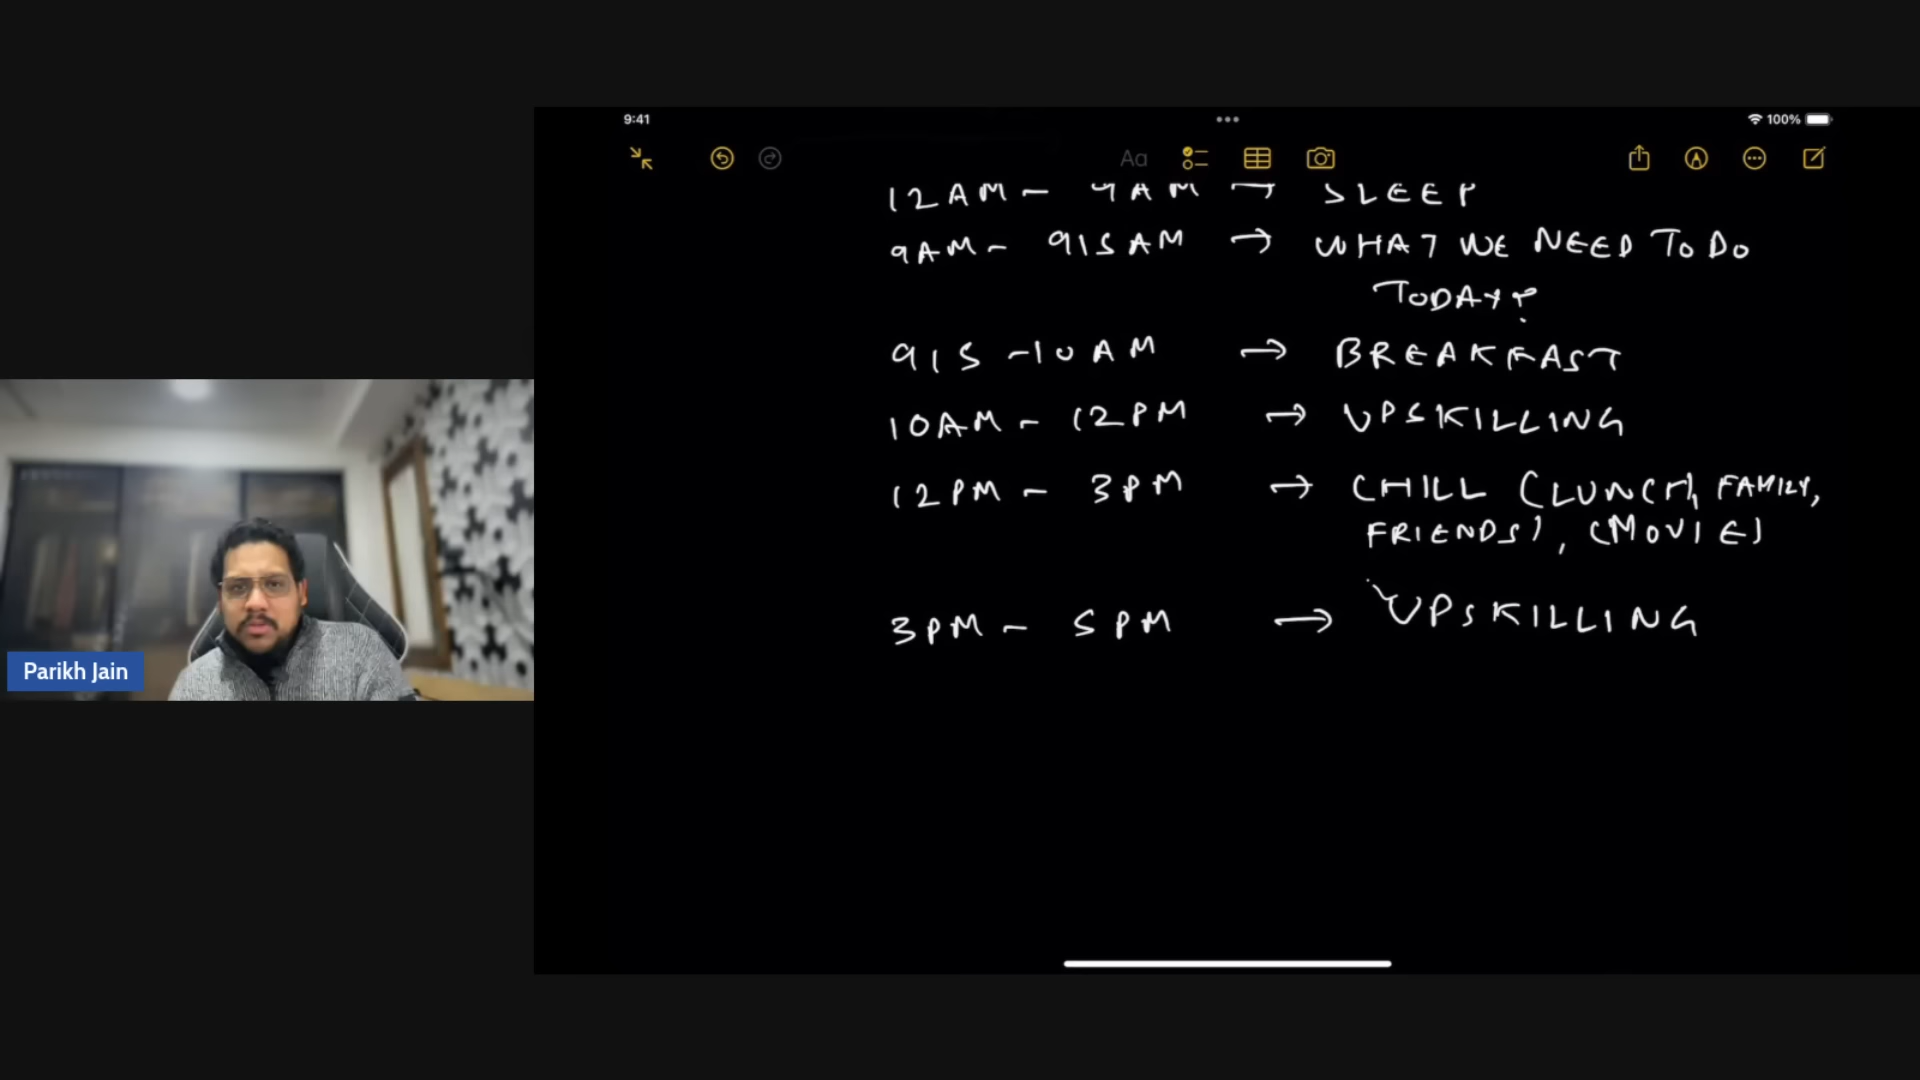 9:41
100%
Aa
12AM - 9AM → SLEEP
9AM - 915AM → WHAT WE NEED TO DO
TODAY?
915 - 10AM → BREAKFAST
10AM - 12PM → UPSKILLING
12PM - 3PM → CHILL (LUNCH, FAMILY,
FRIENDS), (MOVIE)
3PM - 5PM → UPSKILLING
Parikh Jain